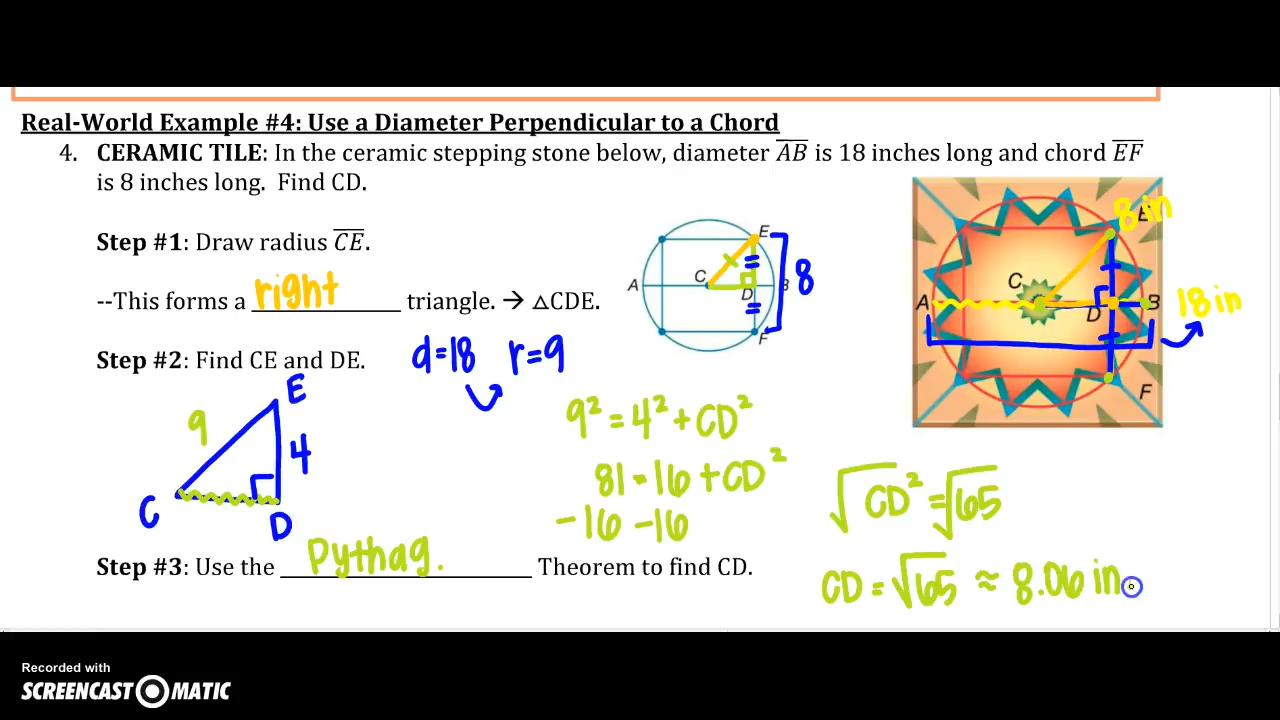 Real-World Example #4: Use a Diameter Perpendicular to a Chord
4. CERAMIC TILE: In the ceramic stepping stone below, diameter A̅B̅ is 18 inches long and chord E̅F̅
is 8 inches long. Find CD.
Step #1: Draw radius C̅E̅.
--This forms a right triangle. → △CDE.
Step #2: Find CE and DE.
d=18 r=9
E
9
4
C
D
Step #3: Use the Pythag. Theorem to find CD.
A
C
D
B
E
F
8
9² = 4² + CD²
81 = 16 + CD²
-16 -16
√CD² = √65
CD = √65 ≈ 8.06 in
8 in
E
C
A
D
B
18 in
F
Recorded with
SCREENCAST-O-MATIC